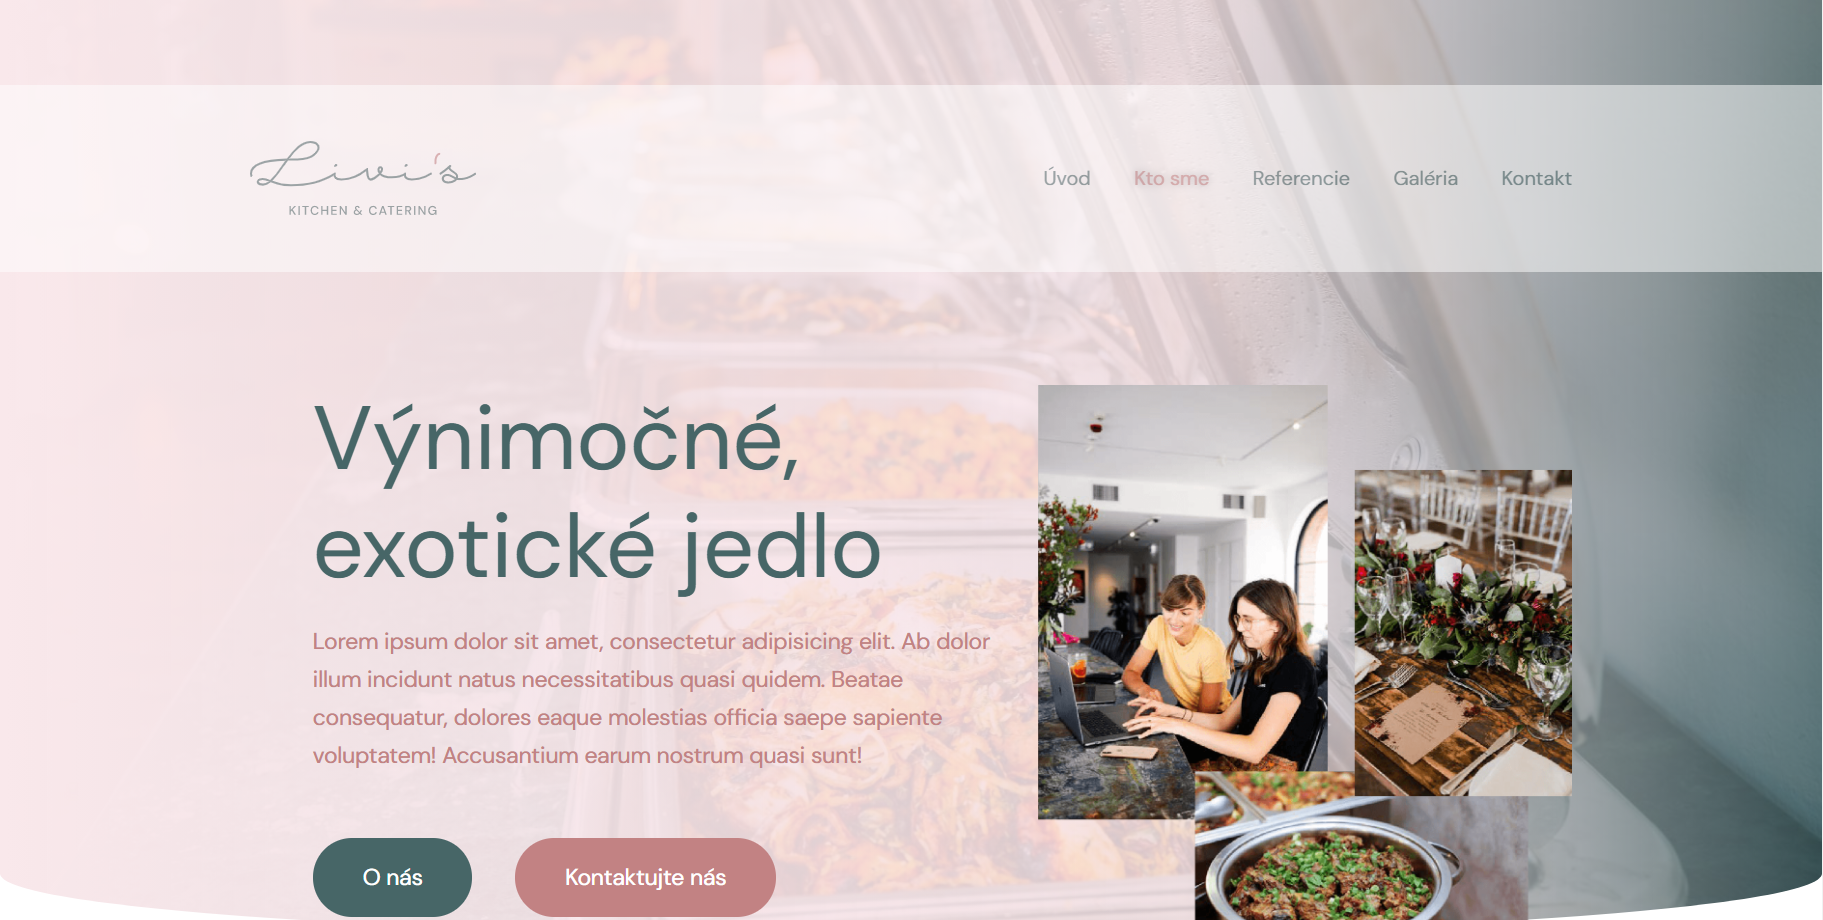 Livi's
KITCHEN & CATERING
Úvod Kto sme Referencie Galéria Kontakt
Výnimočné,
exotické jedlo
Lorem ipsum dolor sit amet, consectetur adipisicing elit. Ab dolor
illum incidunt natus necessitatibus quasi quidem. Beatae
consequatur, dolores eaque molestias officia saepe sapiente
voluptatem! Accusantium earum nostrum quasi sunt!
O nás
Kontaktujte nás